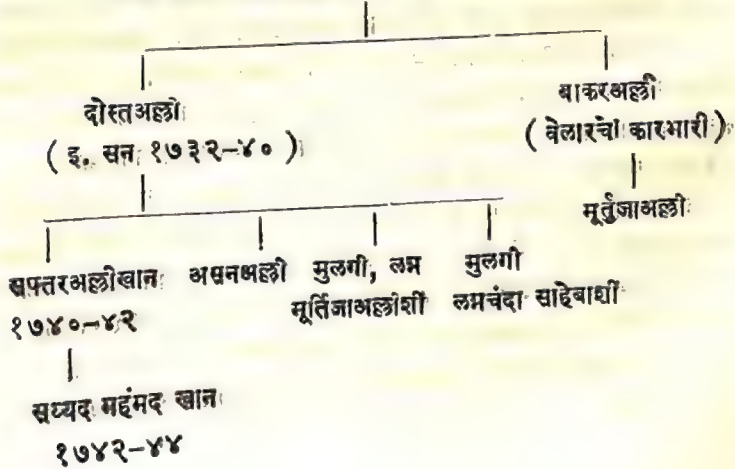 दोस्तअल्ली
( इ. सन १७३२-४० )
बाकरअल्ली
( वेलारचा कारभारी )
मूर्तुजाअल्ली
सफ्तरअल्लीखान
१७४०-४२
असनअल्ली
मुलगी, लग्न
मूर्तिजाअल्लीशीं
मुलगी
लग्नचंदा साहेबाशीं
सय्यद महंमद खान
१७४२-४४